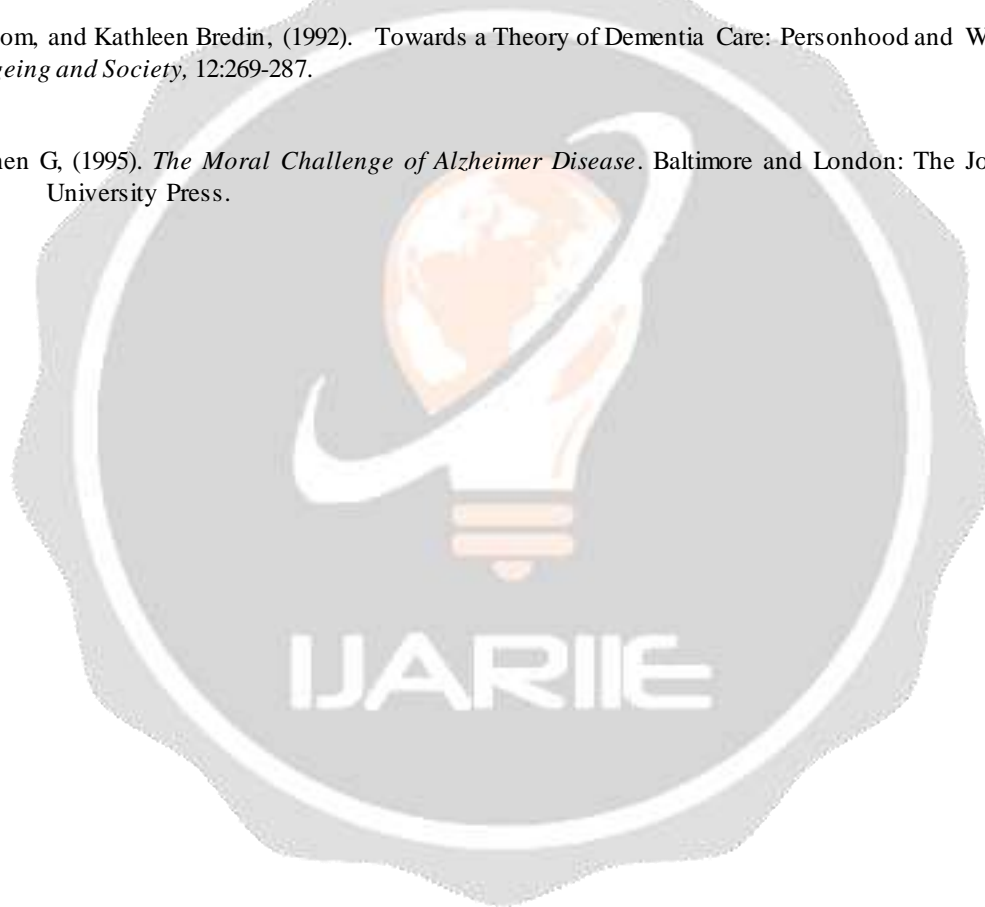 om, and Kathleen Bredin, (1992). Towards a Theory of Dementia Care: Personhood and W
geing and Society, 12:269-287.
en G, (1995). The Moral Challenge of Alzheimer Disease. Baltimore and London: The Jo
University Press.
IJARIIE